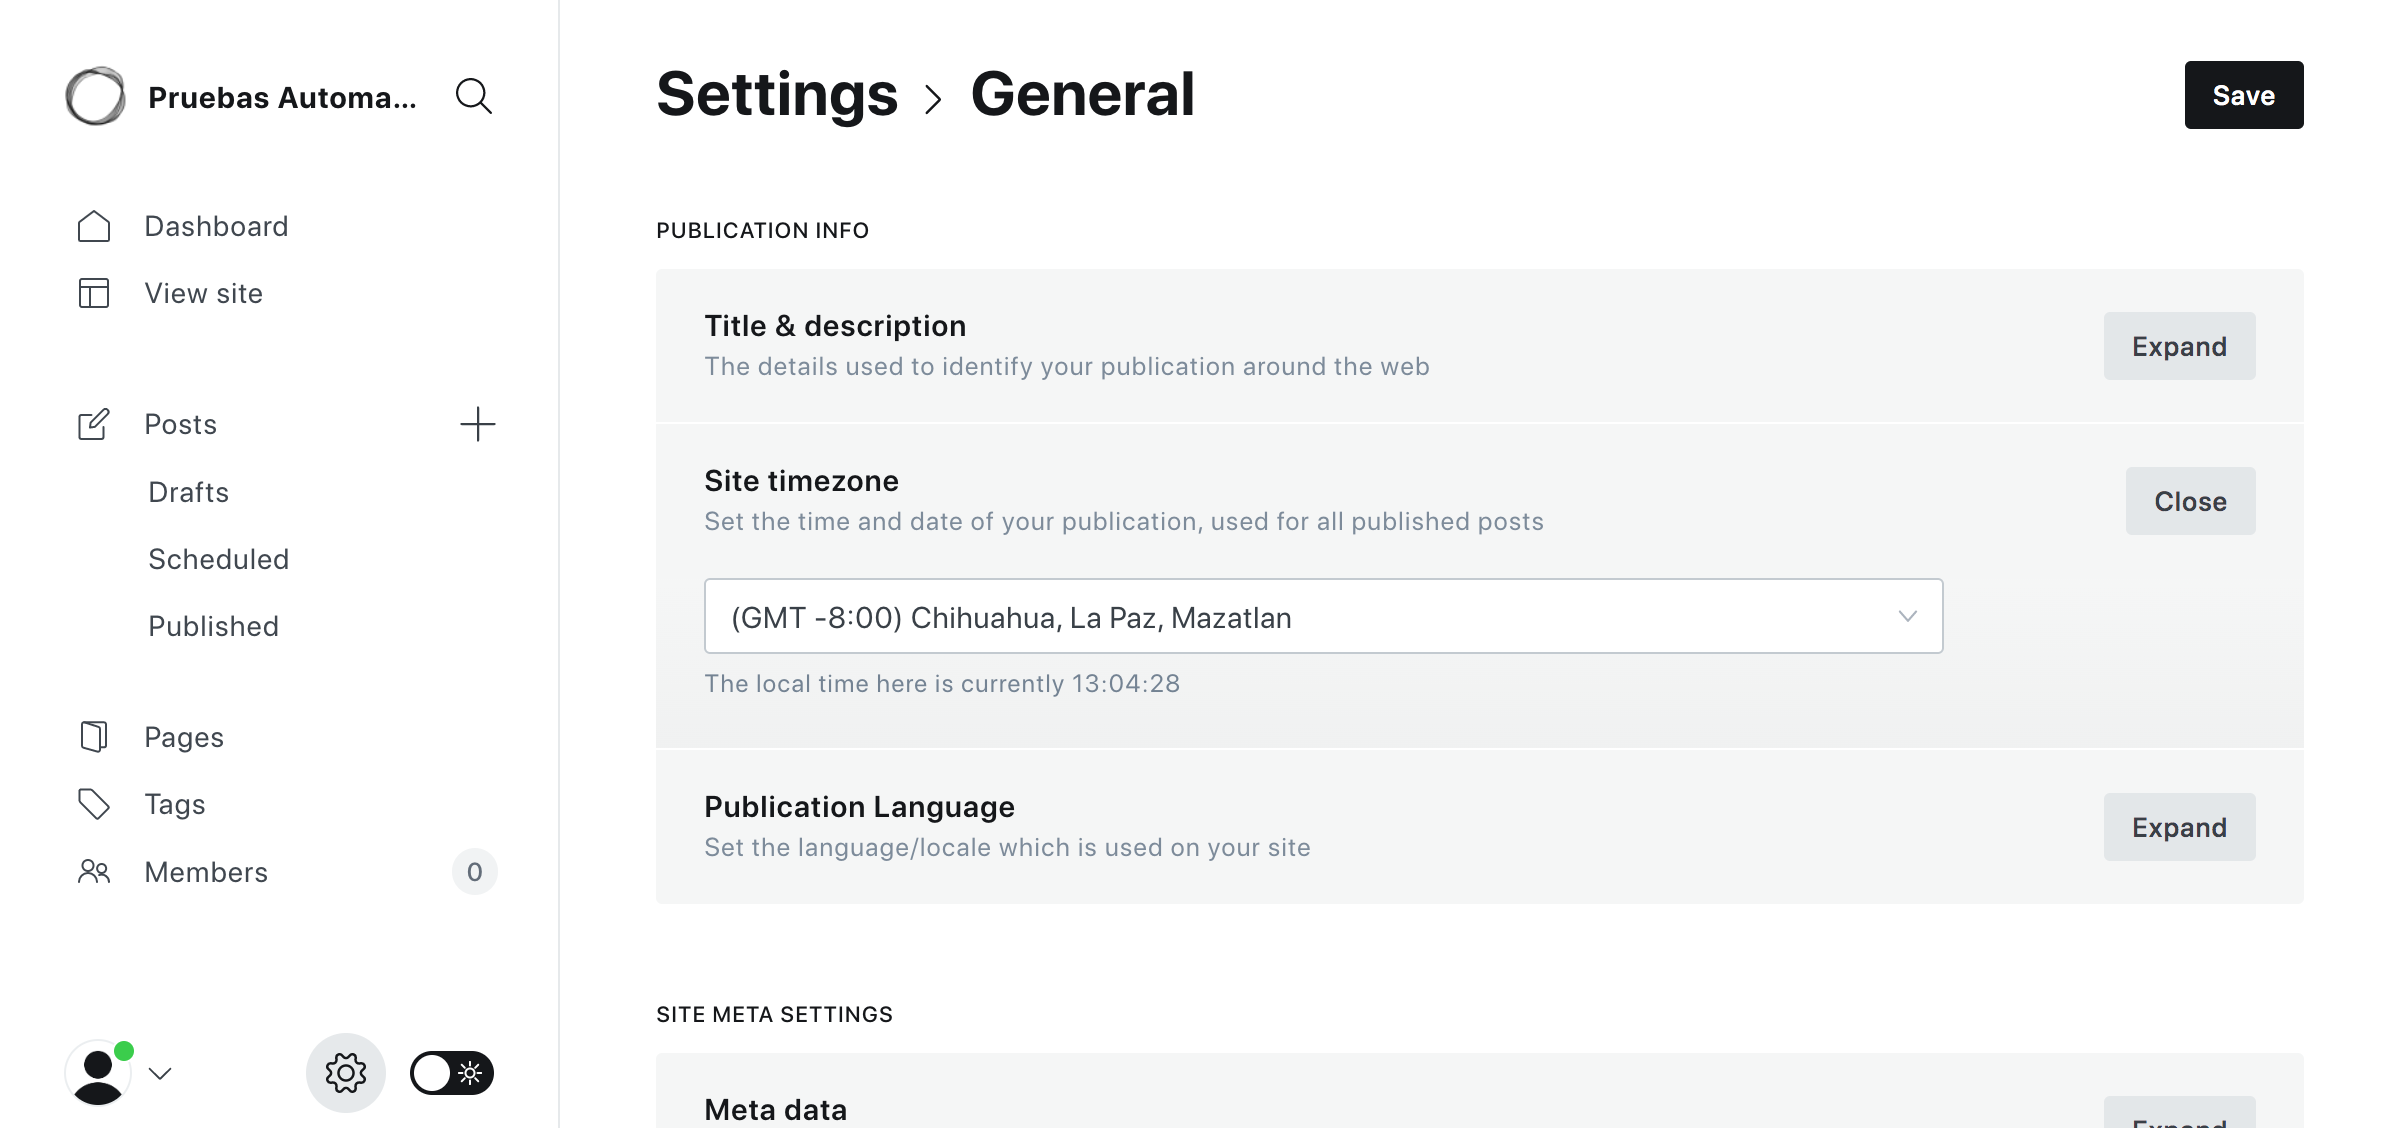 Pruebas Automa...
Dashboard
View site
Posts
Drafts
Scheduled
Published
Pages
Tags
Members
0
Settings > General
Save
PUBLICATION INFO
Title & description
The details used to identify your publication around the web
Expand
Site timezone
Set the time and date of your publication, used for all published posts
Close
(GMT -8:00) Chihuahua, La Paz, Mazatlan
The local time here is currently 13:04:28
Publication Language
Set the language/locale which is used on your site
Expand
SITE META SETTINGS
Meta data
Expand